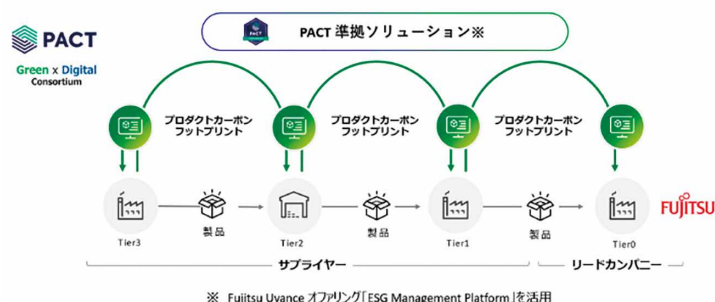 PACT
Green x Digital
Consortium
PACT
PACT 準拠ソリューション※
プロダクトカーボン
フットプリント
プロダクトカーボン
フットプリント
プロダクトカーボン
フットプリント
Tier3
製品
Tier2
製品
Tier1
製品
Tier0
FUJITSU
サプライヤー
リードカンパニー
※ Fujitsu Uvance オファリング「ESG Management Platform」を活用